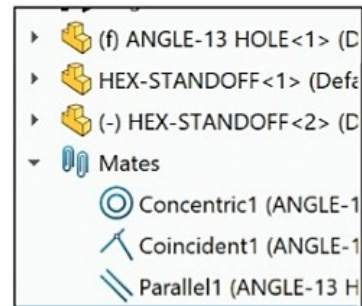 (f) ANGLE-13 HOLE<1> (D
HEX-STANDOFF<1> (Defa
(-) HEX-STANDOFF<2> (D
Mates
Concentric1 (ANGLE-1
Coincident1 (ANGLE-1
Parallel1 (ANGLE-13 H